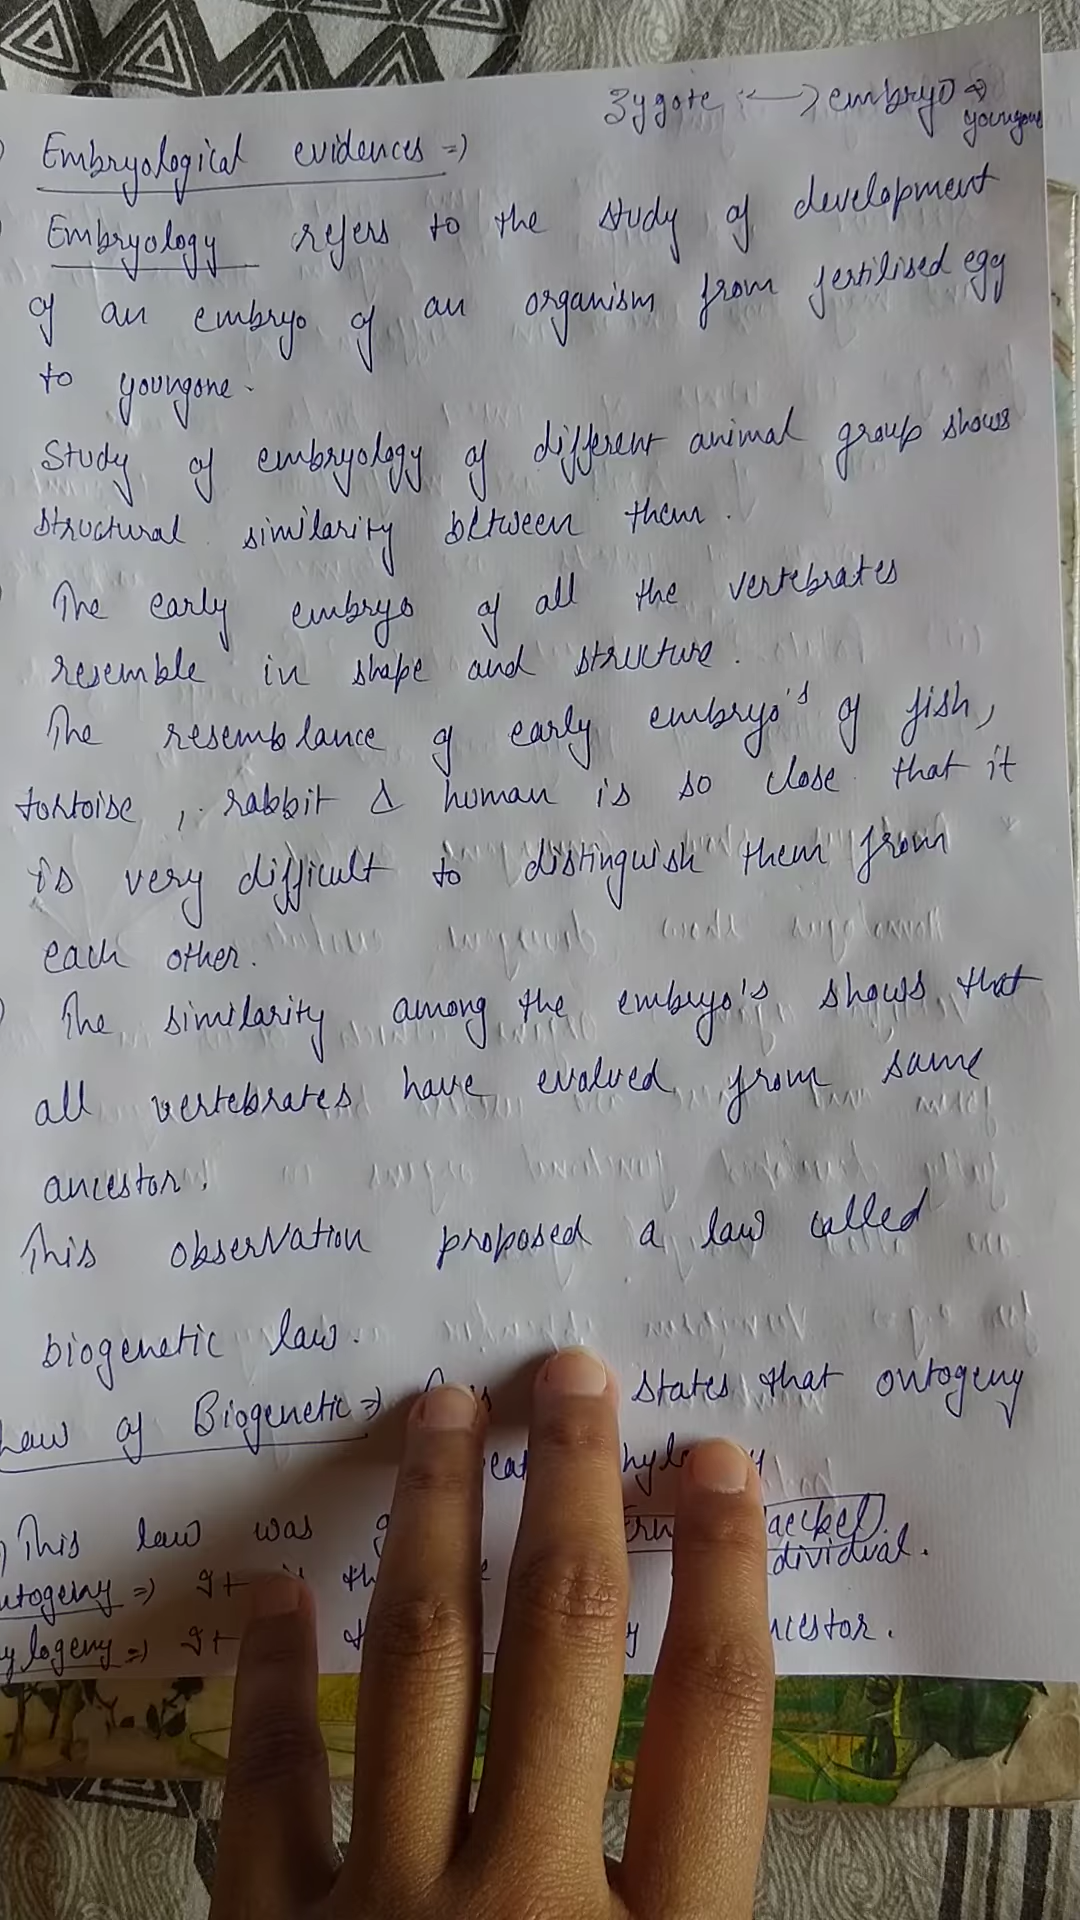 Zygote <--> embryo =>
youngone
Embryological evidences =>
Embryology refers to the study of development
of an embryo of an organism from fertilised egg
to youngone.
Study of embryology of different animal group shows
structural similarity between them.
The early embryo of all the vertebrates
resemble in shape and structure.
The resemblance of early embryo's of fish,
tortoise, rabbit & human is so close that it
is very difficult to distinguish them from
each other.
The similarity among the embryo's shows that
all vertebrates have evolved from same
ancestor.
This observation proposed a law called
biogenetic law.
Law of Biogenetic => states that ontogeny
This law was
=> It
=> It